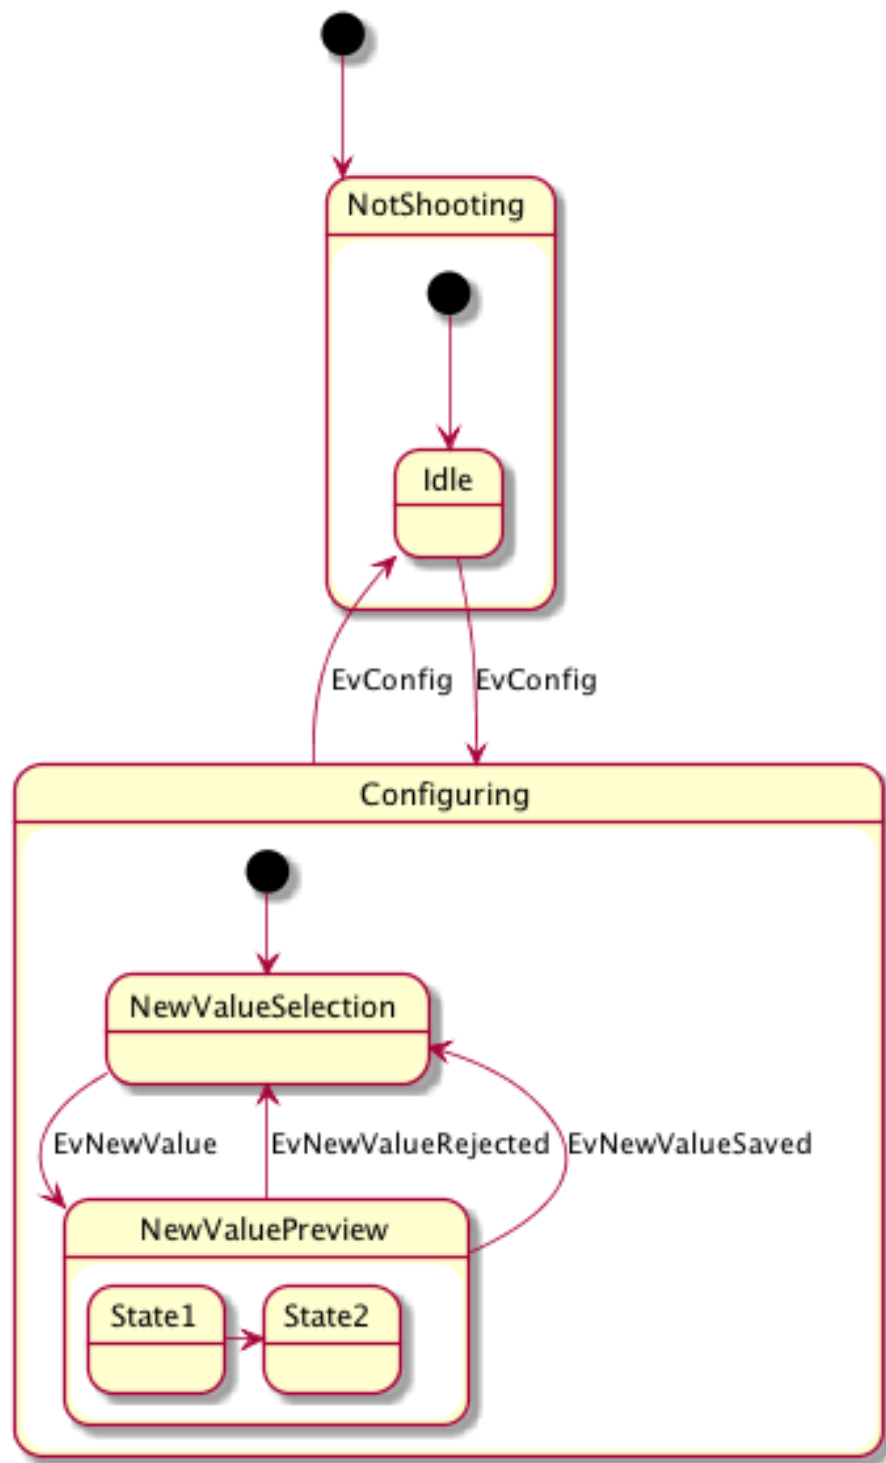 NotShooting
Idle
EvConfig
EvConfig
Configuring
NewValueSelection
EvNewValue
EvNewValueRejected
EvNewValueSaved
NewValuePreview
State1
State2